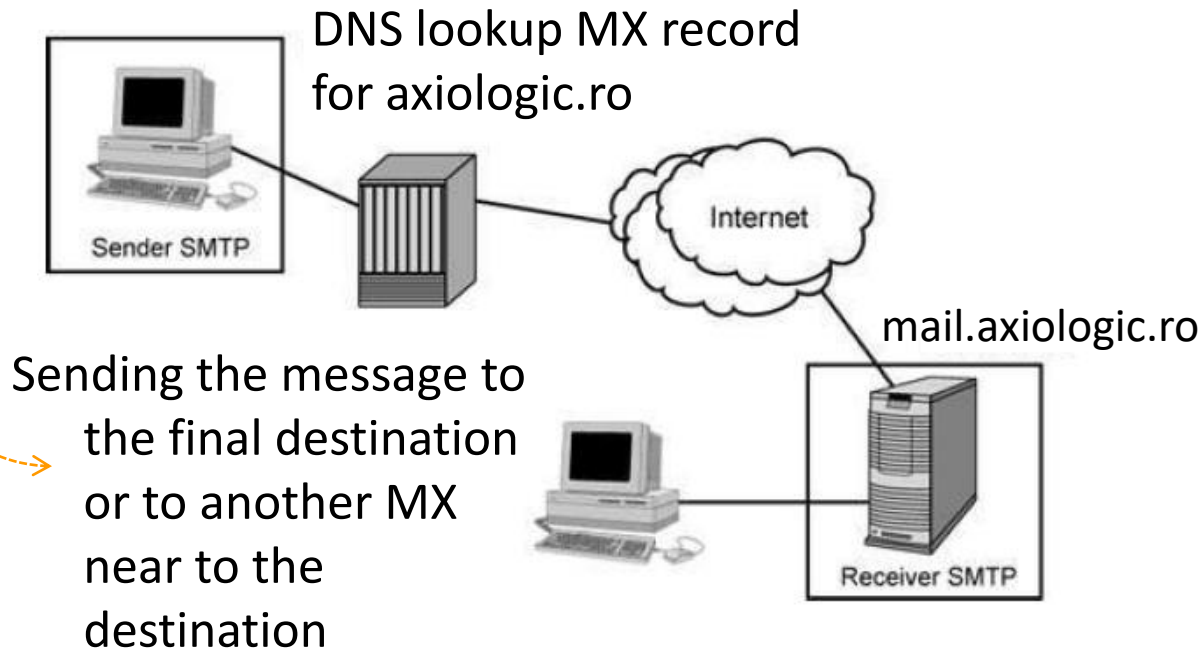 DNS lookup MX record
for axiologic.ro
Sender SMTP
Internet
mail.axiologic.ro
Sending the message to
the final destination
or to another MX
near to the
destination
Receiver SMTP